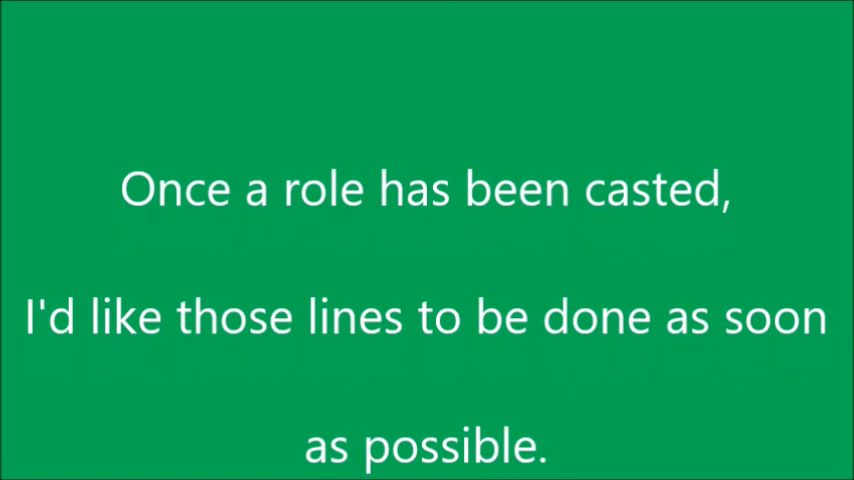 Once a role has been casted,
I'd like those lines to be done as soon
as possible.